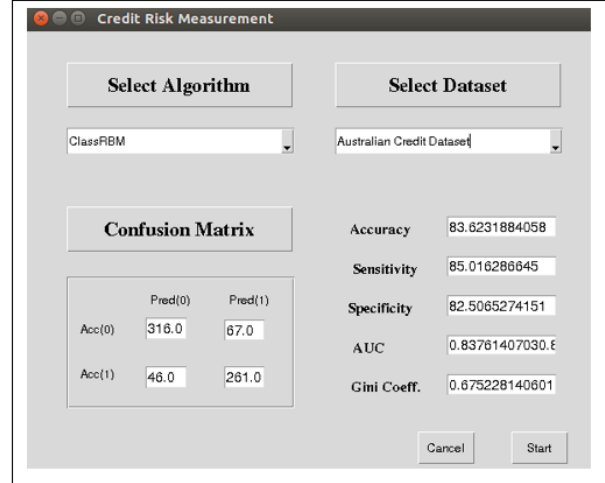 Credit Risk Measurement
Select Algorithm
Select Dataset
ClassRBM
Australian Credit Dataset
Confusion Matrix
Accuracy 83.6231884058
Sensitivity 85.016286645
Specificity 82.5065274151
AUC 0.83761407030.8
Gini Coeff. 0.675228140601
Pred(0) Pred(1)
Acc(0) 316.0 67.0
Acc(1) 46.0 261.0
Cancel Start